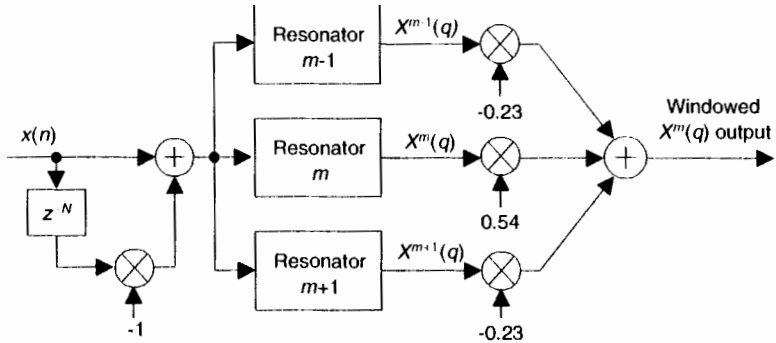 Resonator
m-1
X^{m-1}(q)
-0.23
x(n)
+
Resonator
m
X^m(q)
0.54
+
Windowed
X^m(q) output
z^{-N}
-1
Resonator
m+1
X^{m+1}(q)
-0.23